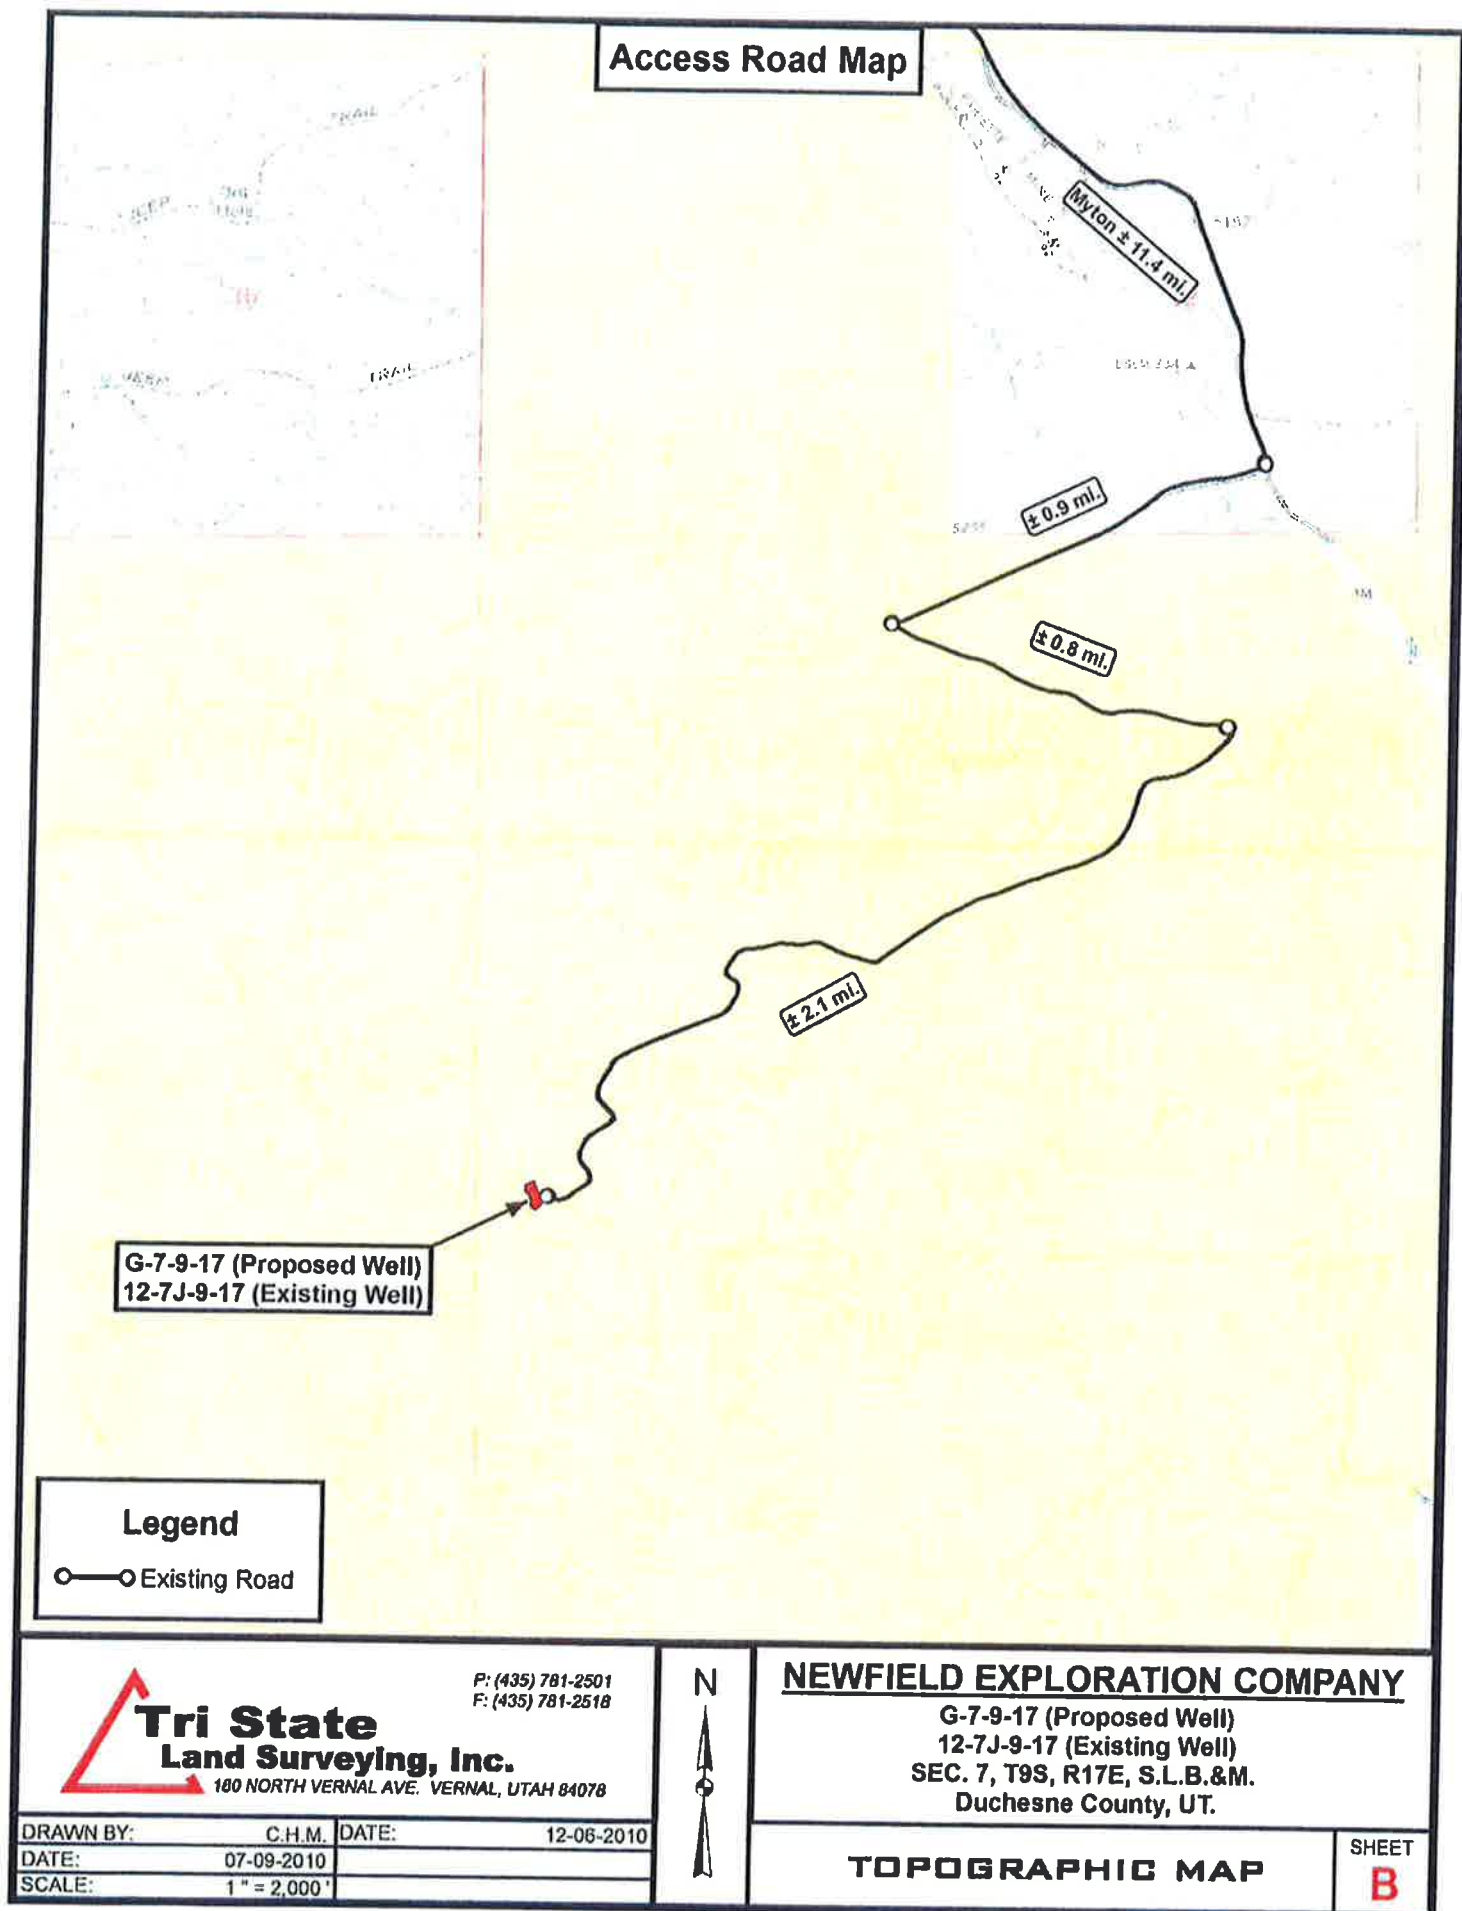 Access Road Map
TRAIL
JEEP
TRAIL
Myton ± 11.4 mi.
± 0.9 mi.
± 0.8 mi.
± 2.1 mi.
G-7-9-17 (Proposed Well)
12-7J-9-17 (Existing Well)
Legend
Existing Road
P: (435) 781-2501
F: (435) 781-2518
Tri State
Land Surveying, Inc.
180 NORTH VERNAL AVE. VERNAL, UTAH 84078
N
NEWFIELD EXPLORATION COMPANY
G-7-9-17 (Proposed Well)
12-7J-9-17 (Existing Well)
SEC. 7, T9S, R17E, S.L.B.&M.
Duchesne County, UT.
DRAWN BY: C.H.M. DATE: 12-06-2010
DATE: 07-09-2010
SCALE: 1 " = 2,000 '
TOPOGRAPHIC MAP
SHEET
B